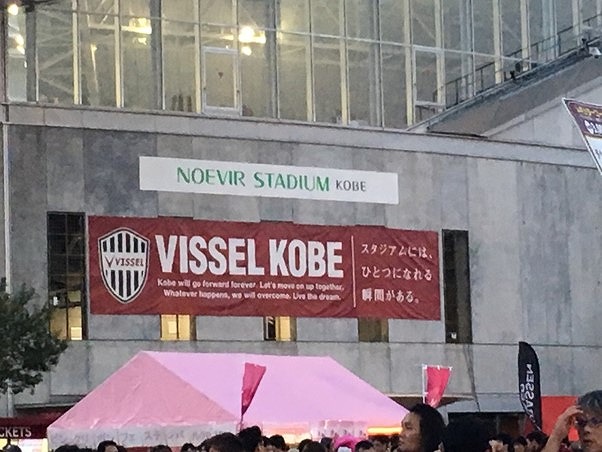 NOEVIR STADIUM KOBE
VISSEL
VISSEL KOBE
Kobe will go forward forever. Let's move on up together.
Whatever happens, we will overcome. Live the dream.
スタジアムには、
ひとつになれる
瞬間がある。